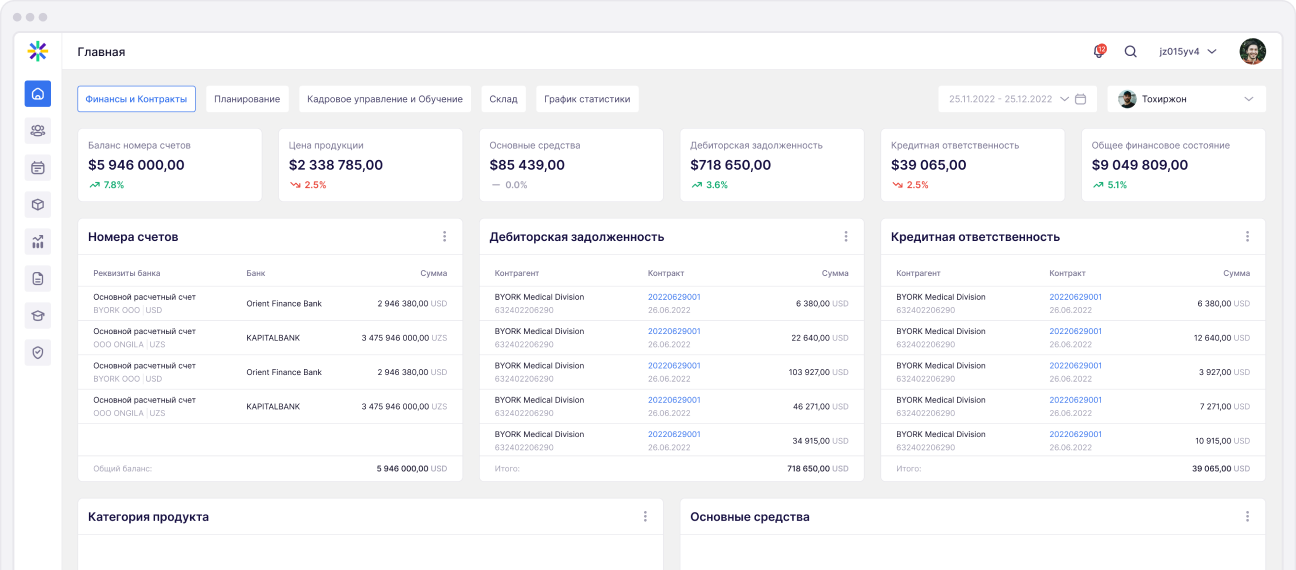 Главная
12
jz015yv4
Финансы и Контракты
Планирование
Кадровое управление и Обучение
Склад
График статистики
25.11.2022 - 25.12.2022
Тохиржон
Баланс номера счетов
$5 946 000,00
7.8%
Цена продукции
$2 338 785,00
2.5%
Основные средства
$85 439,00
0.0%
Дебиторская задолженность
$718 650,00
3.6%
Кредитная ответственность
$39 065,00
2.5%
Общее финансовое состояние
$9 049 809,00
5.1%
Номера счетов
Реквизиты банка Банк Сумма
Основной расчетный счет
BYORK ООО | USD
Orient Finance Bank
2 946 380,00 USD
Основной расчетный счет
ООО ONGILA | UZS
KAPITALBANK
3 475 946 000,00 UZS
Основной расчетный счет
BYORK ООО | USD
Orient Finance Bank
2 946 380,00 USD
Основной расчетный счет
ООО ONGILA | UZS
KAPITALBANK
3 475 946 000,00 UZS
Общий баланс: 5 946 000,00 USD
Дебиторская задолженность
Контрагент Контракт Сумма
BYORK Medical Division
632402206290
20220629001
26.06.2022
6 380,00 USD
BYORK Medical Division
632402206290
20220629001
26.06.2022
22 640,00 USD
BYORK Medical Division
632402206290
20220629001
26.06.2022
103 927,00 USD
BYORK Medical Division
632402206290
20220629001
26.06.2022
46 271,00 USD
BYORK Medical Division
632402206290
20220629001
26.06.2022
34 915,00 USD
Итого: 718 650,00 USD
Кредитная ответственность
Контрагент Контракт Сумма
BYORK Medical Division
632402206290
20220629001
26.06.2022
6 380,00 USD
BYORK Medical Division
632402206290
20220629001
26.06.2022
12 640,00 USD
BYORK Medical Division
632402206290
20220629001
26.06.2022
3 927,00 USD
BYORK Medical Division
632402206290
20220629001
26.06.2022
7 271,00 USD
BYORK Medical Division
632402206290
20220629001
26.06.2022
10 915,00 USD
Итого: 39 065,00 USD
Категория продукта
Основные средства